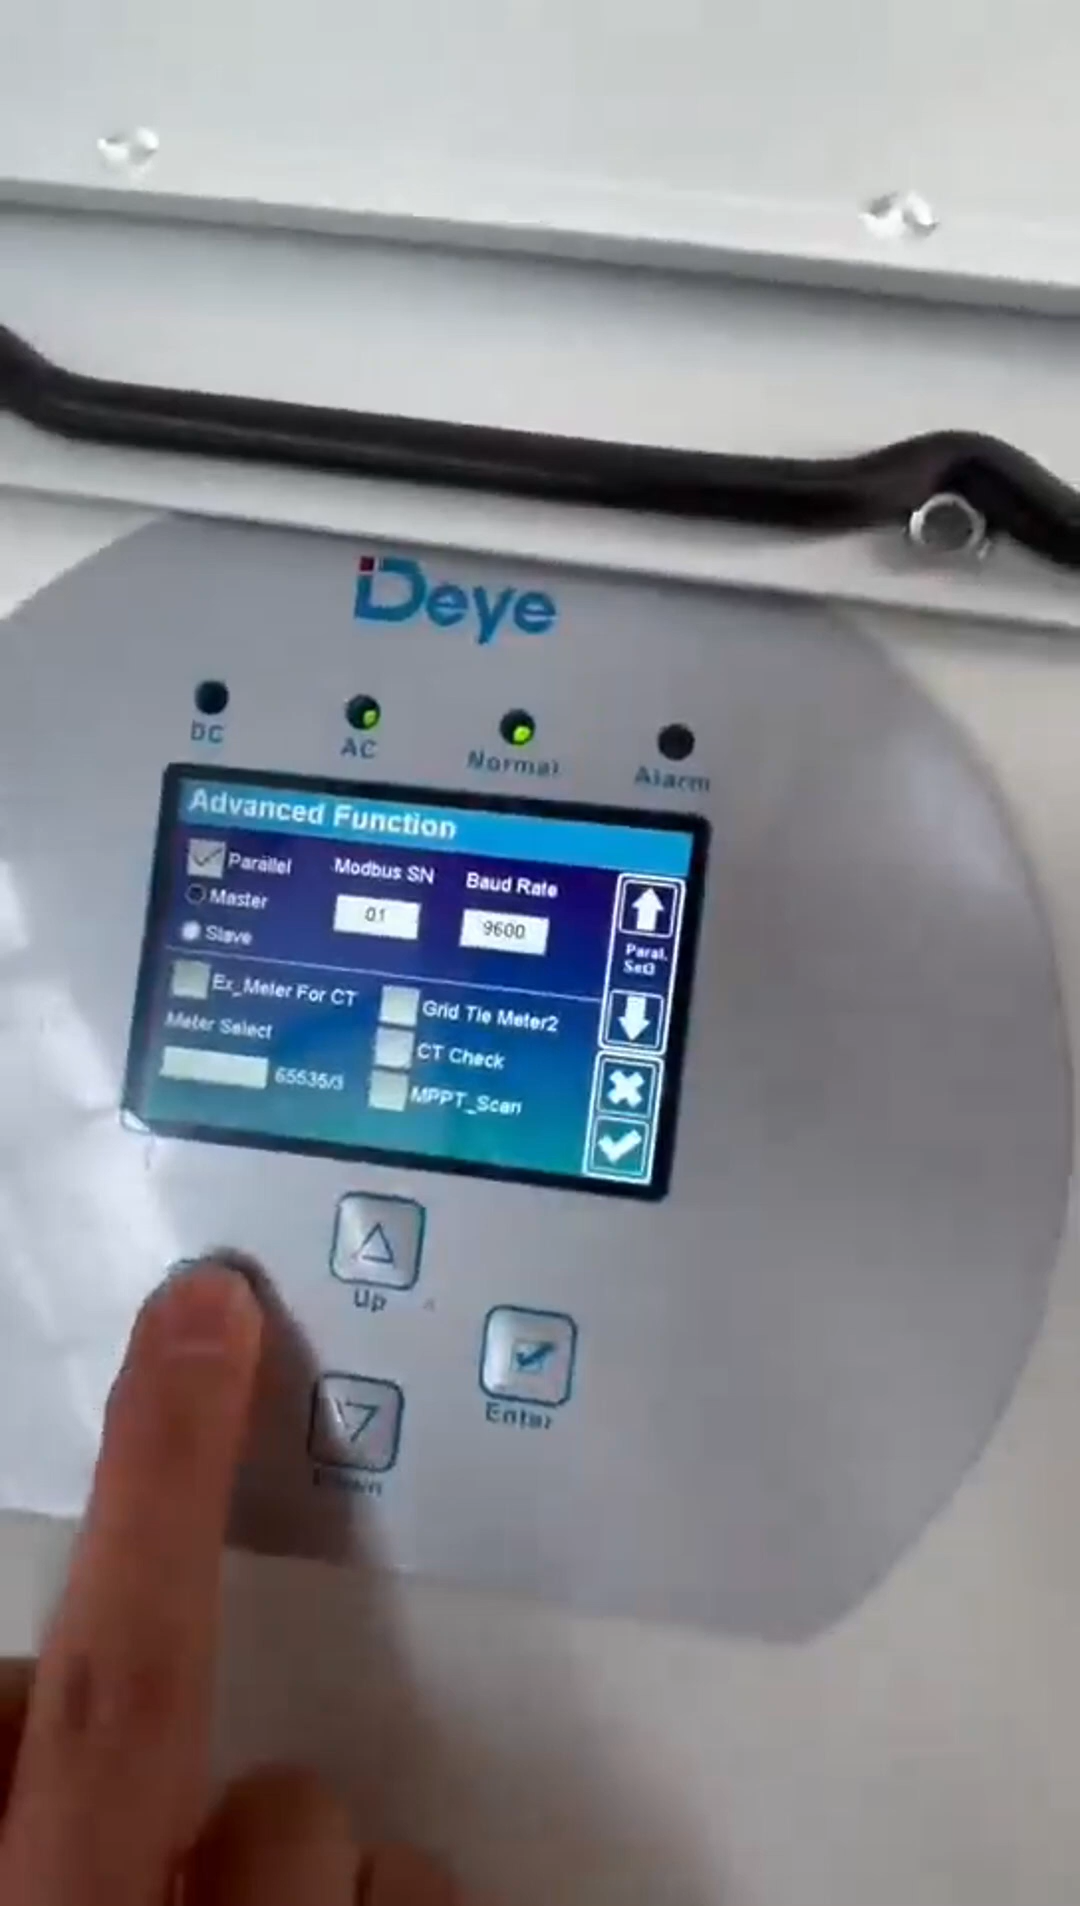 Deye
DC AC Normal Alarm
Advanced Function
Parallel Modbus SN Baud Rate
Master 01 9600
Slave
Paral.
Set3
Ex_Meter For CT Grid Tie Meter2
Meter Select CT Check
65535/3 MPPT_Scan
Up
Enter